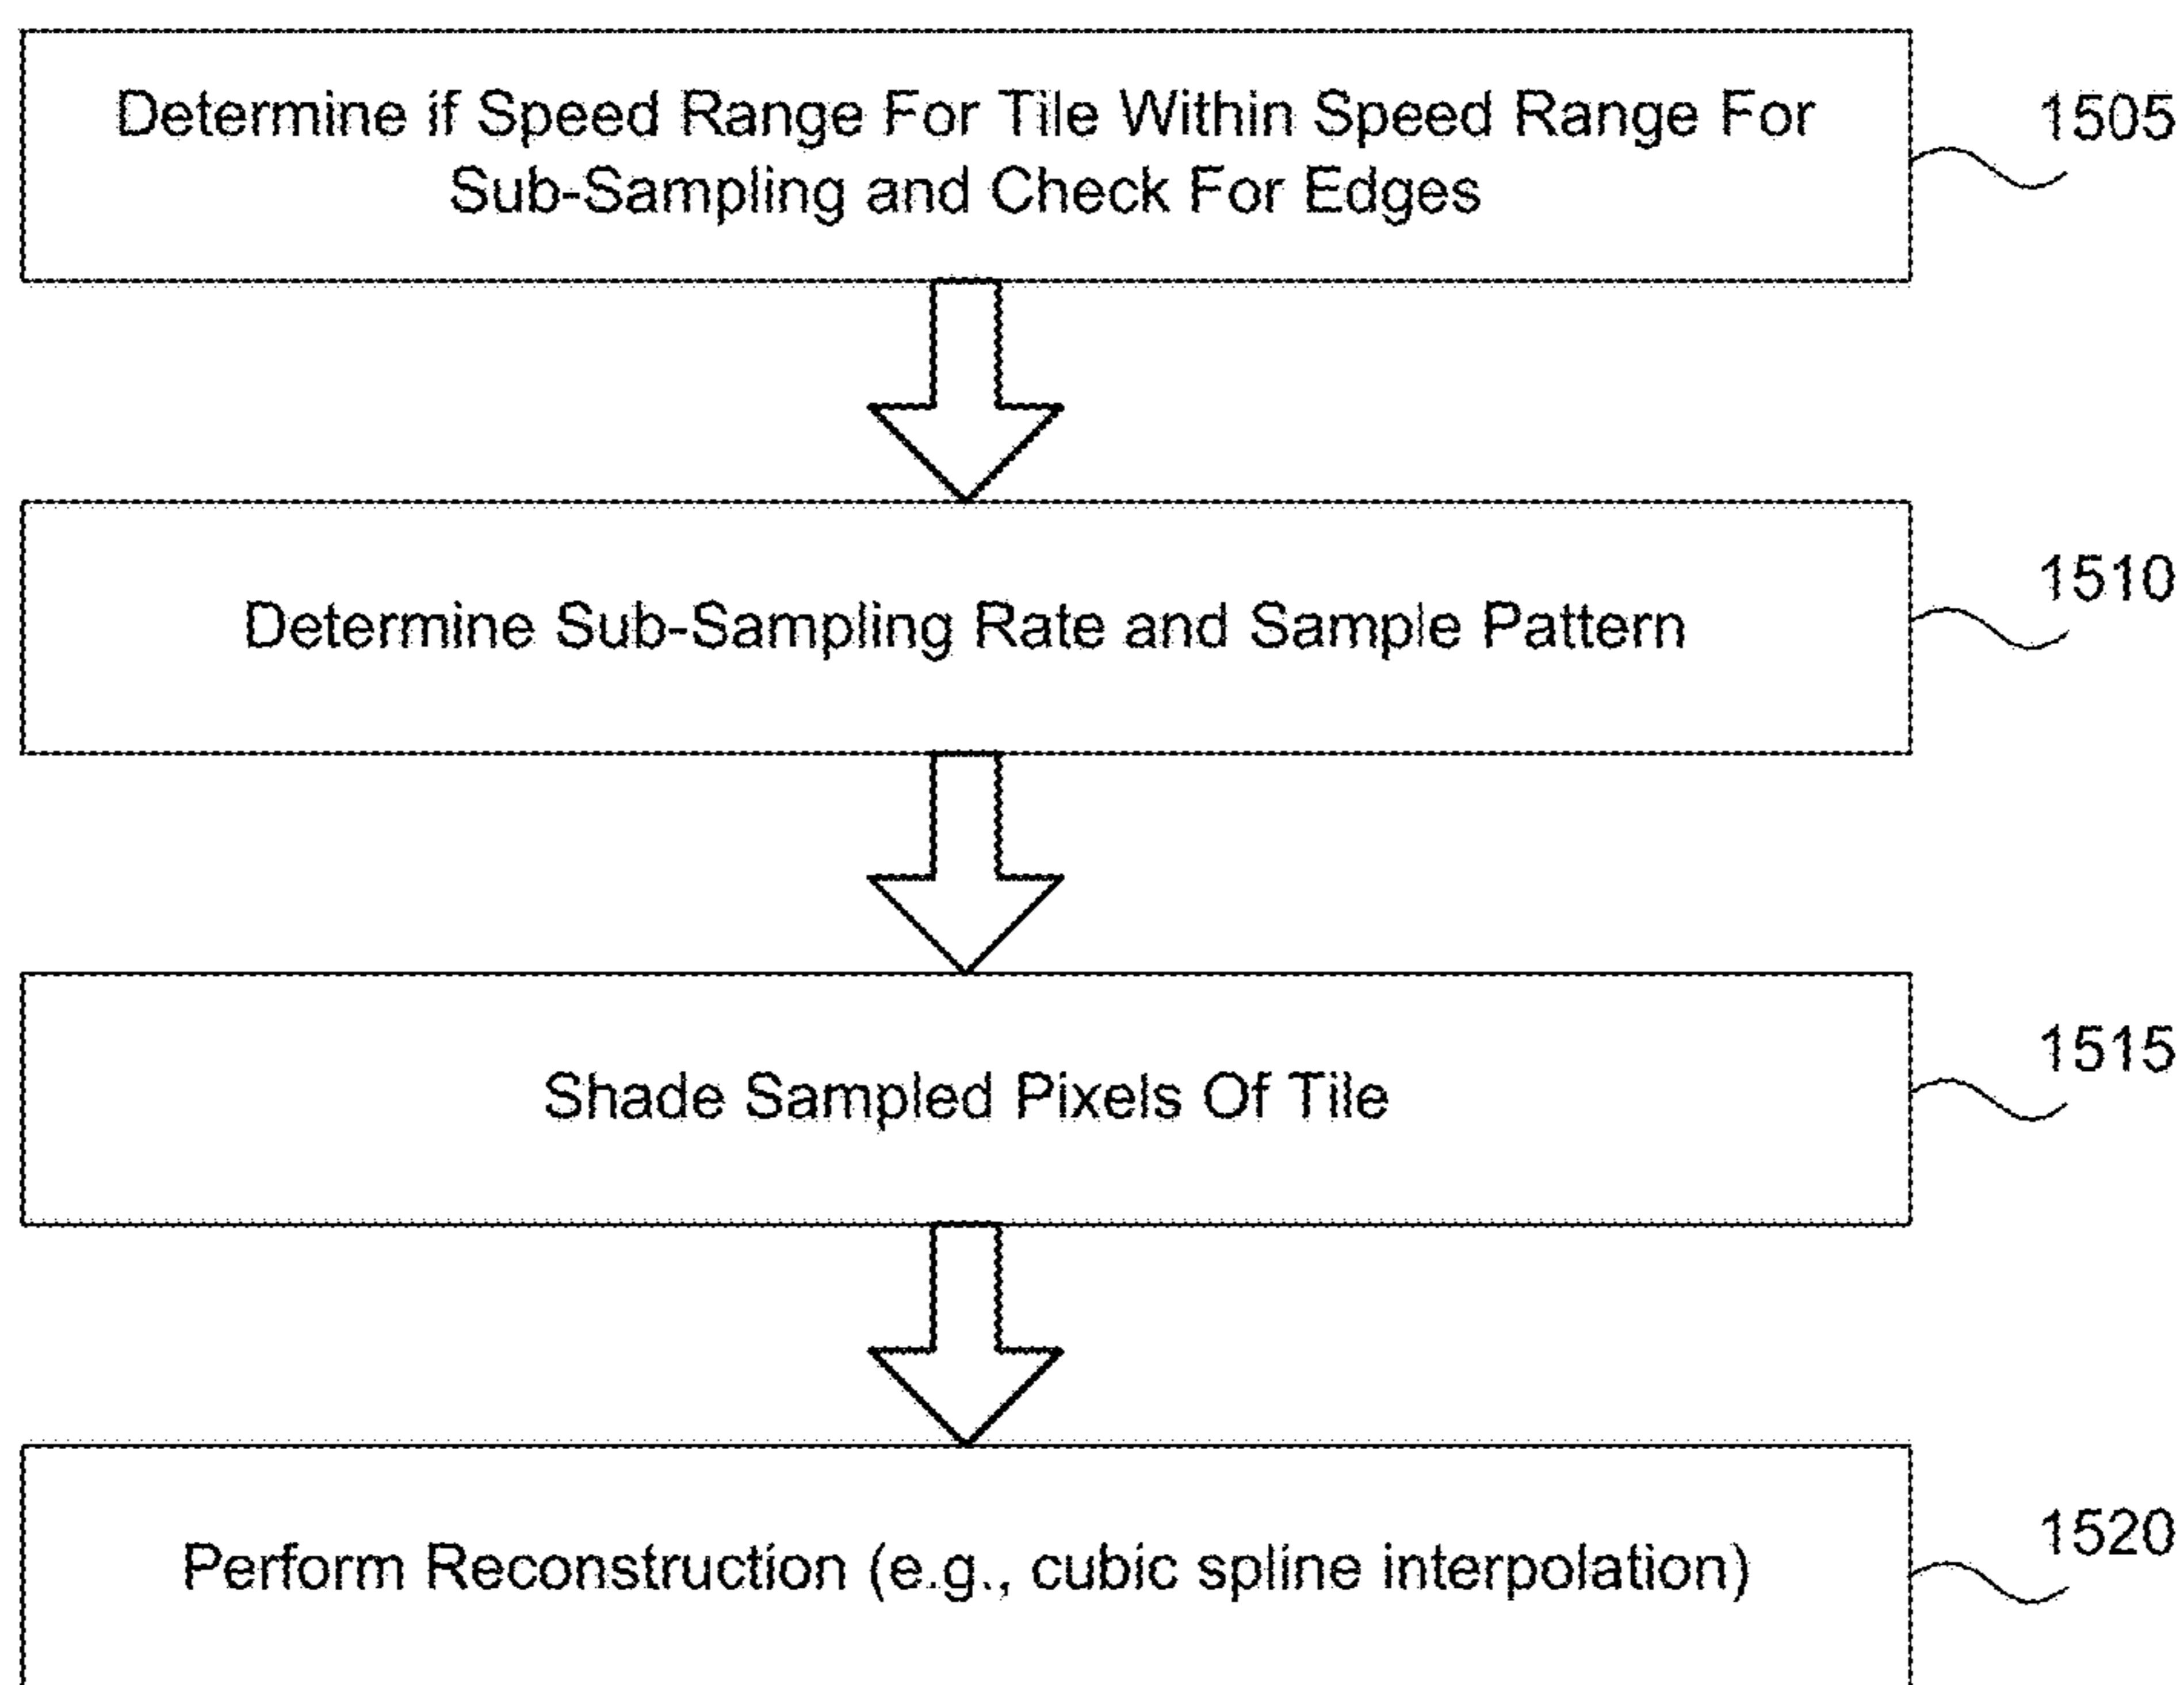 Determine if Speed Range For Tile Within Speed Range For
Sub-Sampling and Check For Edges
1505
Determine Sub-Sampling Rate and Sample Pattern
1510
Shade Sampled Pixels Of Tile
1515
Perform Reconstruction (e.g., cubic spline interpolation)
1520